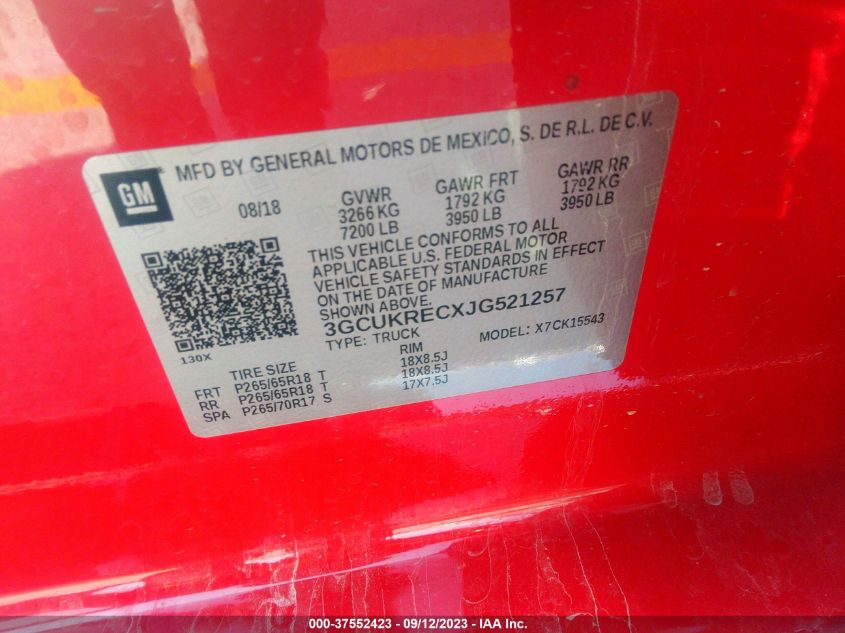 MFD BY GENERAL MOTORS DE MEXICO, S. DE R.L. DE C.V.
GM
08/18
GVWR
3266 KG
7200 LB
GAWR FRT
1792 KG
3950 LB
GAWR RR
1792 KG
3950 LB
THIS VEHICLE CONFORMS TO ALL
APPLICABLE U.S. FEDERAL MOTOR
VEHICLE SAFETY STANDARDS IN EFFECT
ON THE DATE OF MANUFACTURE
SHOWN ABOVE.
3GCUKRECXJG521257
TYPE: TRUCK
MODEL: X7CK15543
130X
TIRE SIZE RIM
FRT P265/65R18 T 18X8.5J
RR P265/65R18 T 18X8.5J
SPA P265/70R17 S 17X7.5J
000-37552423 - 09/12/2023 - IAA Inc.